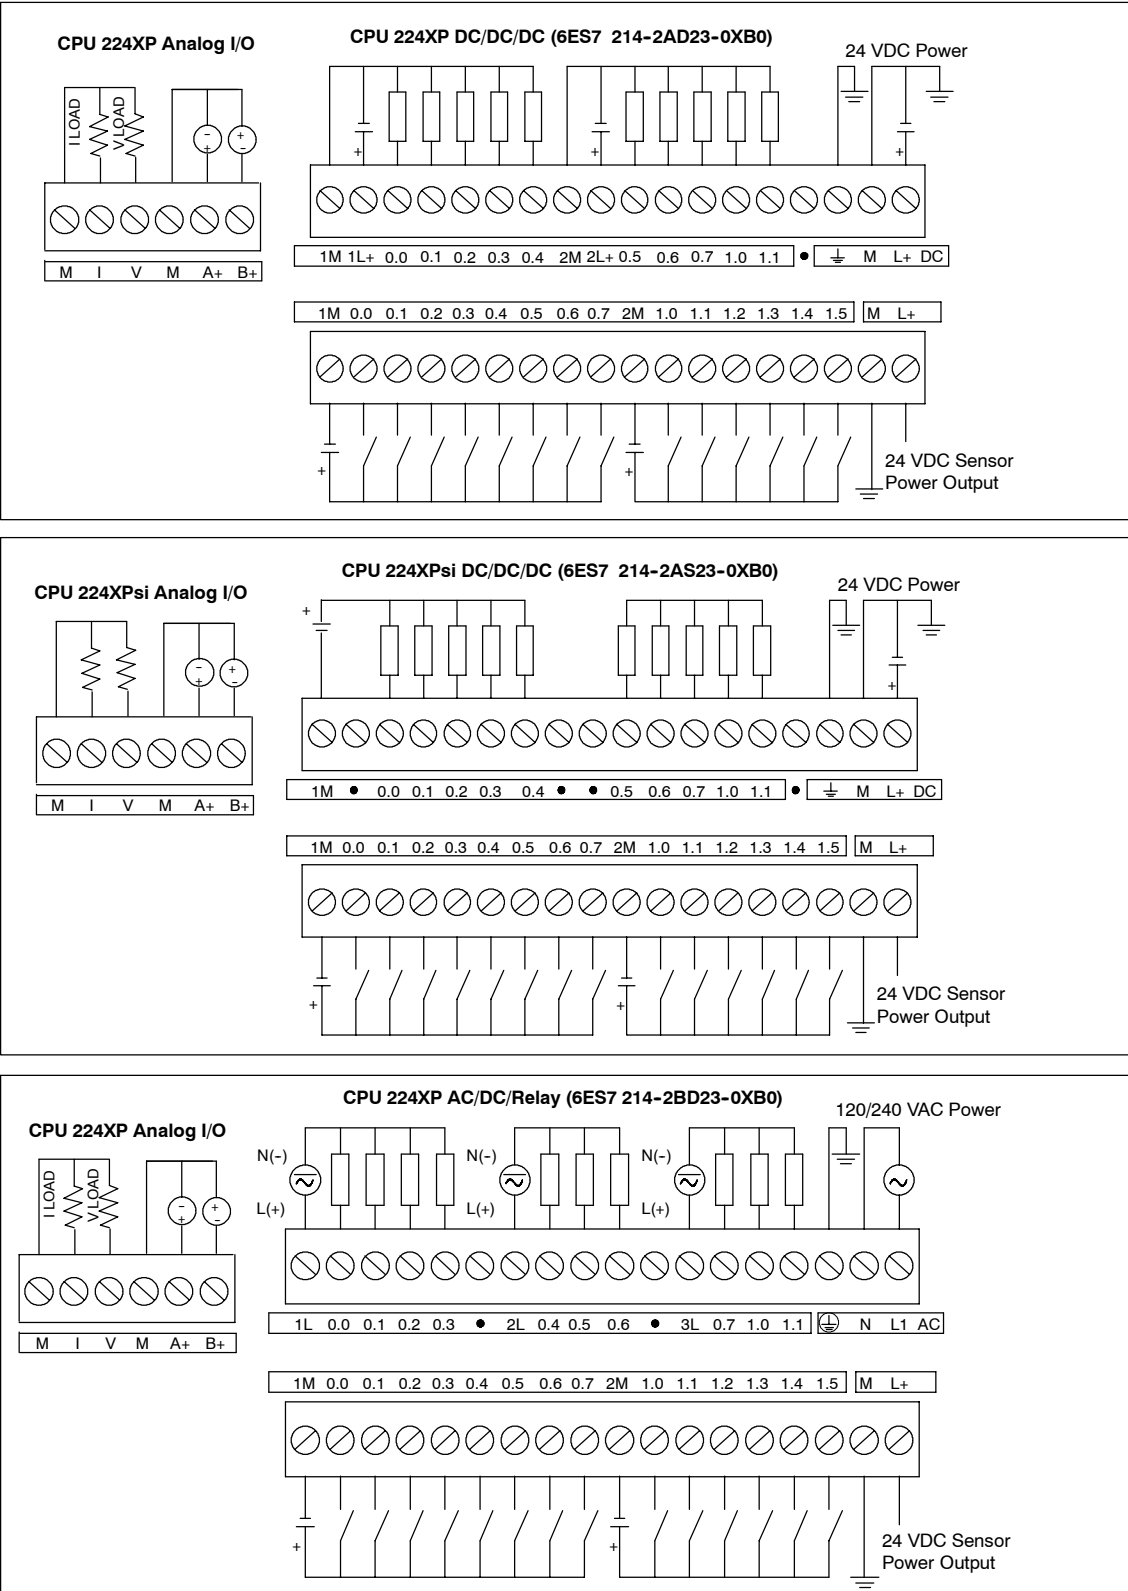 CPU 224XP Analog I/O
CPU 224XP DC/DC/DC (6ES7 214-2AD23-0XB0)
24 VDC Power
I LOAD
V LOAD
- +
+ -
+ + +
M I V M A+ B+
1M 1L+ 0.0 0.1 0.2 0.3 0.4 2M 2L+ 0.5 0.6 0.7 1.0 1.1 • ⏚ M L+ DC
1M 0.0 0.1 0.2 0.3 0.4 0.5 0.6 0.7 2M 1.0 1.1 1.2 1.3 1.4 1.5 M L+
+ +
24 VDC Sensor
Power Output
CPU 224XPsi Analog I/O
CPU 224XPsi DC/DC/DC (6ES7 214-2AS23-0XB0)
24 VDC Power
+
- +
+ -
+
M I V M A+ B+
1M • 0.0 0.1 0.2 0.3 0.4 • • 0.5 0.6 0.7 1.0 1.1 • ⏚ M L+ DC
1M 0.0 0.1 0.2 0.3 0.4 0.5 0.6 0.7 2M 1.0 1.1 1.2 1.3 1.4 1.5 M L+
+ +
24 VDC Sensor
Power Output
CPU 224XP Analog I/O
CPU 224XP AC/DC/Relay (6ES7 214-2BD23-0XB0)
120/240 VAC Power
I LOAD
V LOAD
- +
+ -
N(-) N(-) N(-)
L(+) L(+) L(+)
M I V M A+ B+
1L 0.0 0.1 0.2 0.3 • 2L 0.4 0.5 0.6 • 3L 0.7 1.0 1.1 ⏚ N L1 AC
1M 0.0 0.1 0.2 0.3 0.4 0.5 0.6 0.7 2M 1.0 1.1 1.2 1.3 1.4 1.5 M L+
+ +
24 VDC Sensor
Power Output